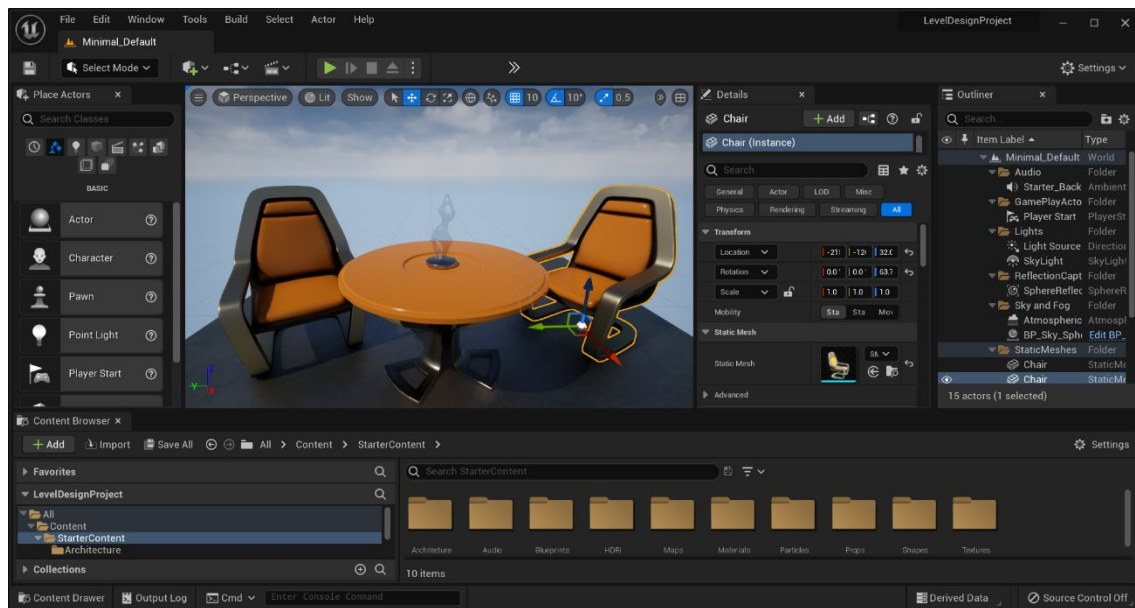 File Edit Window Tools Build Select Actor Help LevelDesignProject
Minimal_Default
Select Mode Settings
Place Actors
Search Classes
BASIC
Actor
Character
Pawn
Point Light
Player Start
Perspective Lit Show 10 10° 0.5
Z
Y X
Details
Chair + Add
Chair (Instance)
Search
General Actor LOD Misc
Physics Rendering Streaming All
Transform
Location
Rotation
Scale 1.0 1.0 1.0
Mobility Sta Sta Mov
Static Mesh
Static Mesh
Advanced
Outliner
Search...
Item Label Type
Minimal_Default World
Audio Folder
Starter_Back Ambient
GamePlayActo Folder
Player Start PlayerSt
Lights Folder
Light Source Direction
SkyLight SkyLight
ReflectionCapt Folder
SphereReflec SphereR
Sky and Fog Folder
Atmospheric Atmospl
BP_Sky_Sph Edit BP_
StaticMeshes Folder
Chair StaticMe
Chair StaticMe
15 actors (1 selected)
Content Browser
+ Add Import Save All All > Content > StarterContent > Settings
Favorites
LevelDesignProject
All
Content
StarterContent
Architecture
Collections
Search StarterContent
Architecture Audio Blueprints HDRI Maps Materials Particles Props Shapes Textures
10 items
Content Drawer Output Log Cmd Enter Console Command Derived Data Source Control Off